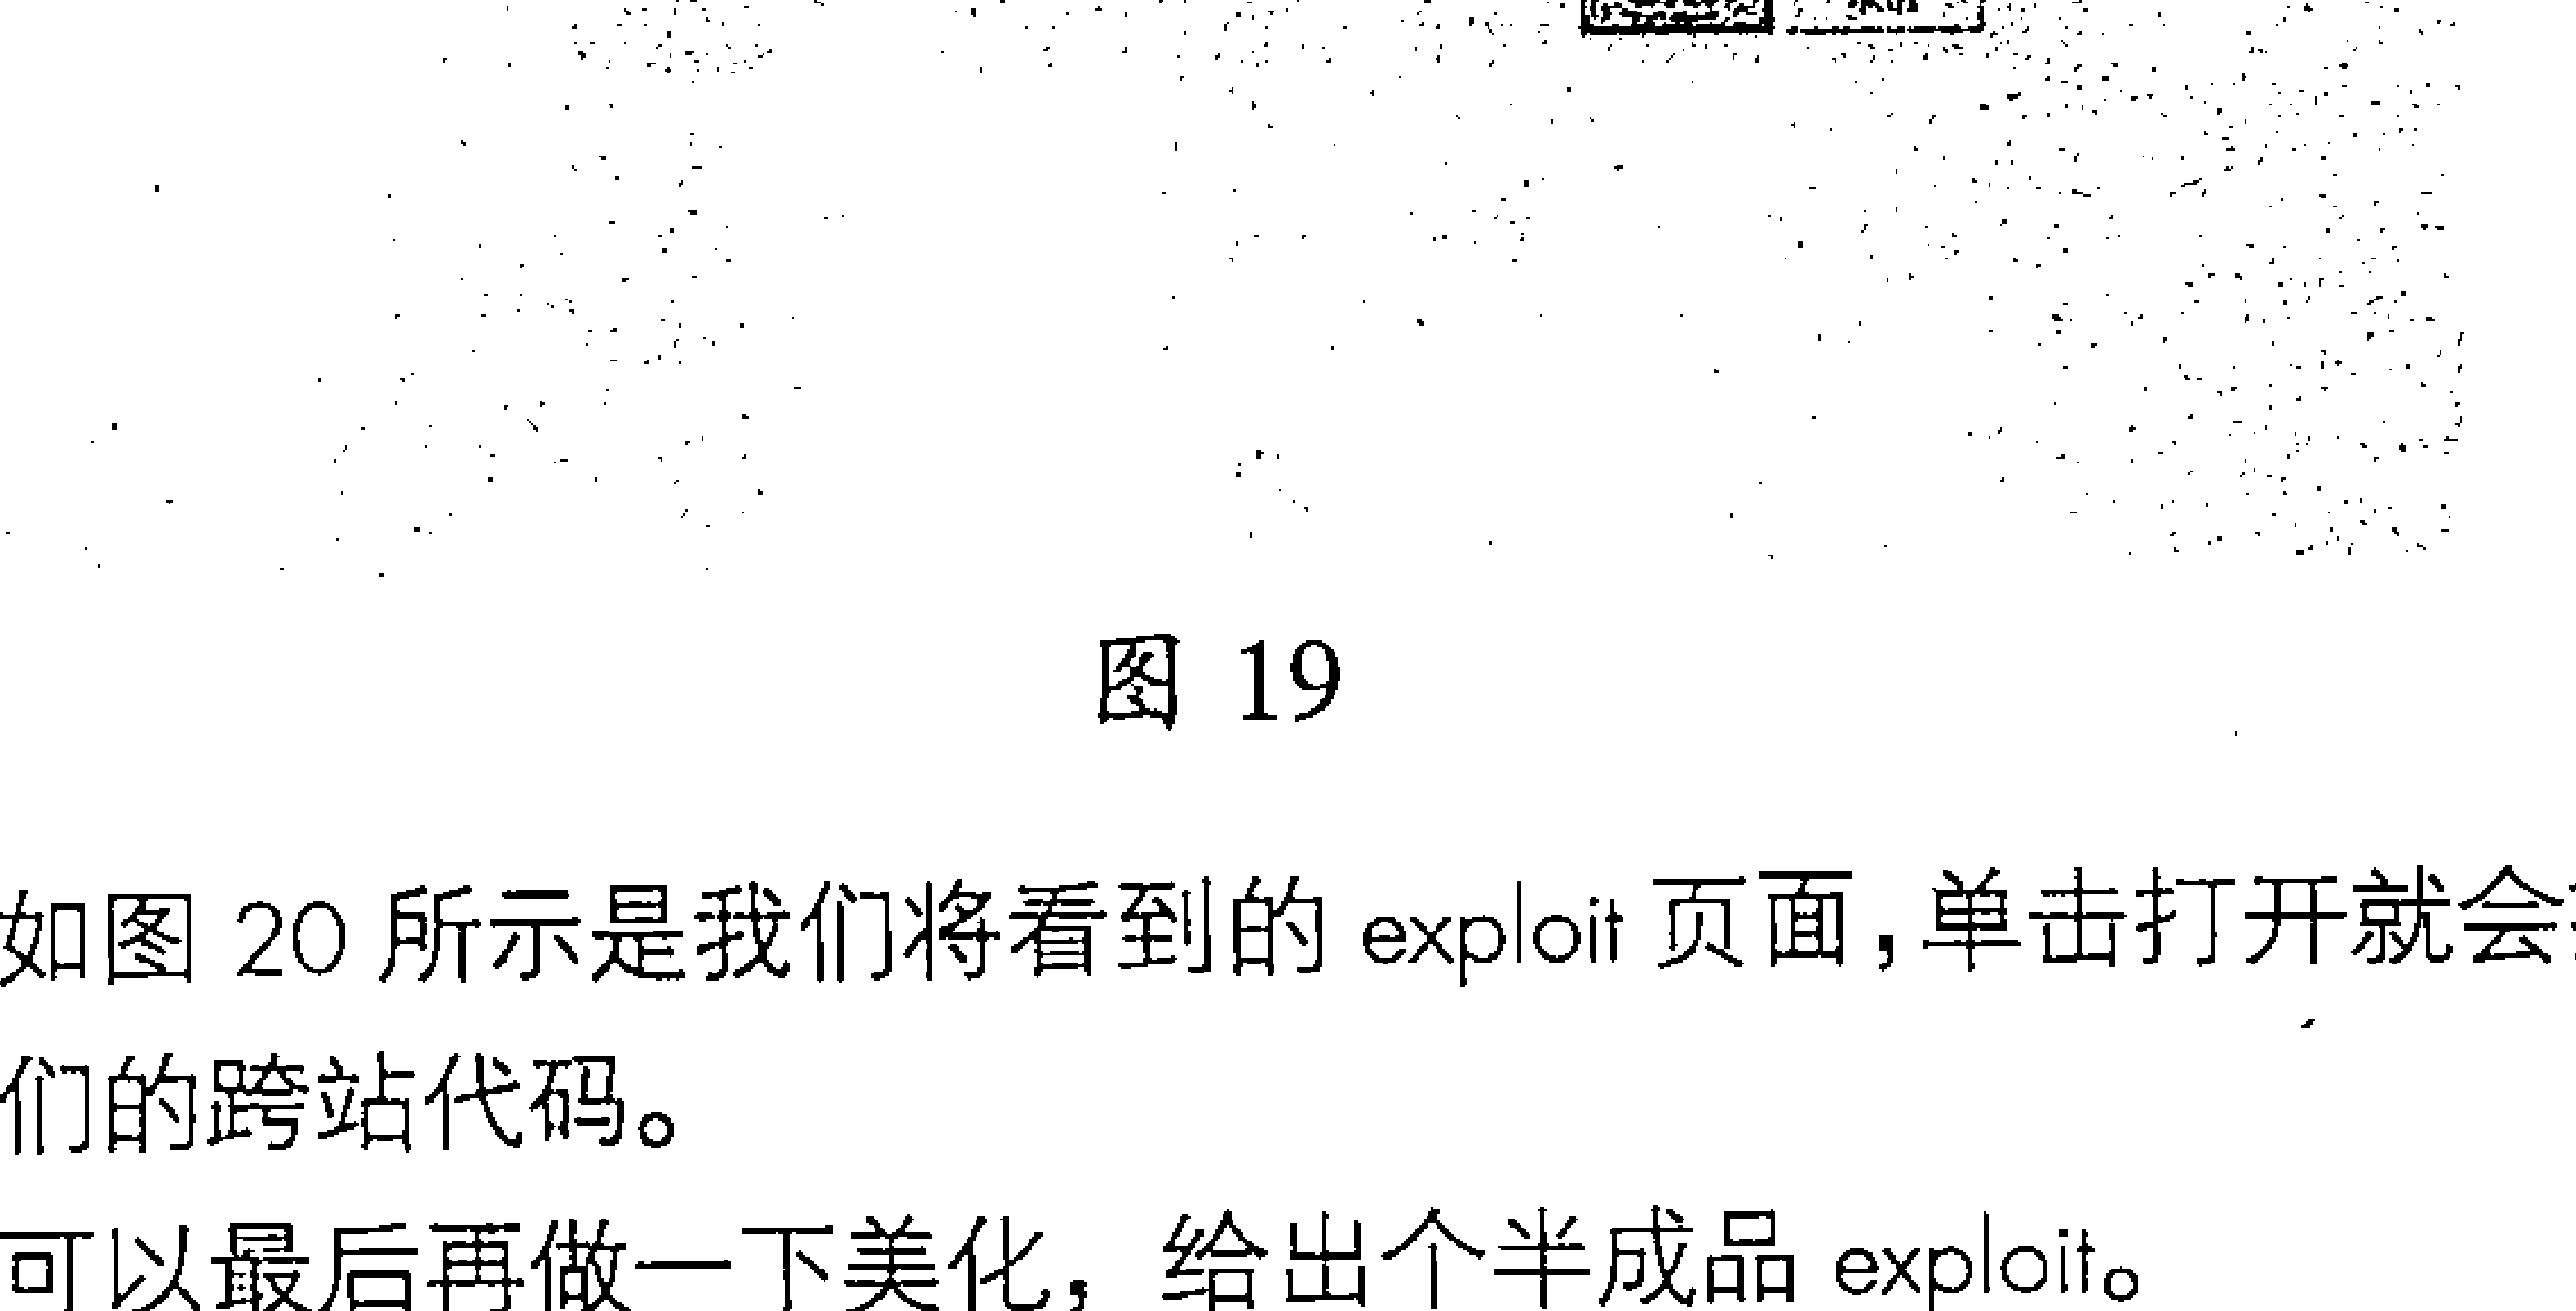 图 19
如图 20 所示是我们将看到的 exploit 页面,单击打开就会
们的跨站代码。
可以最后再做一下美化，给出个半成品 exploit。